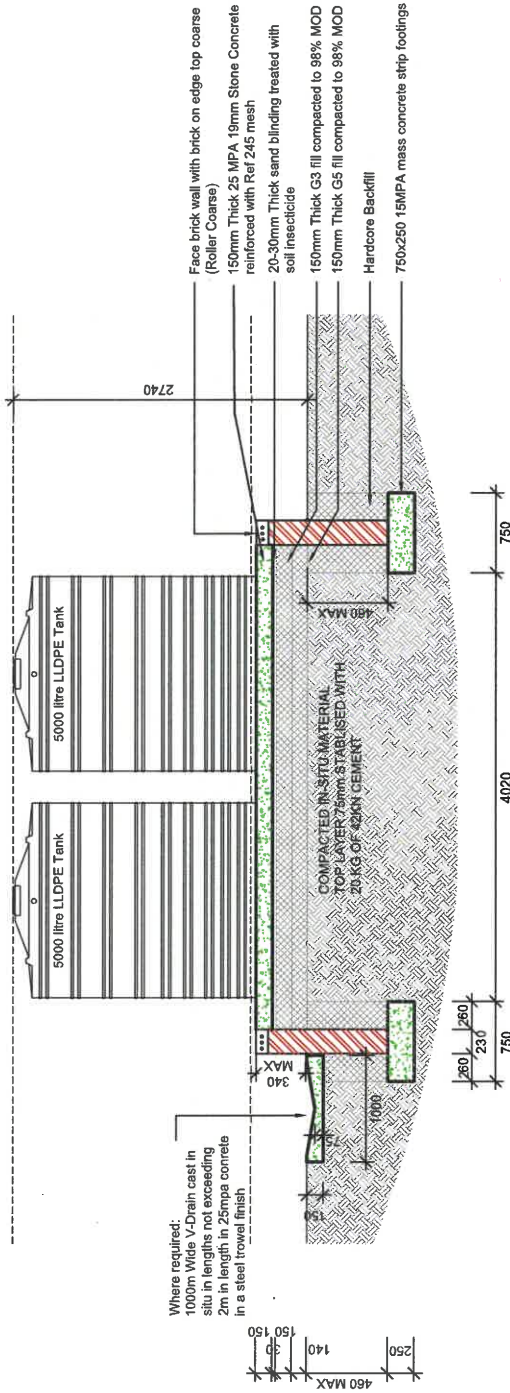 Face brick wall with brick on edge top coarse
(Roller Coarse)
150mm Thick 25 MPA 19mm Stone Concrete
reinforced with Ref 245 mesh
20-30mm Thick sand blinding treated with
soil insecticide
150mm Thick G3 fill compacted to 98% MOD
150mm Thick G5 fill compacted to 98% MOD
Hardcore Backfill
750x250 15MPA mass concrete strip footings
2740
5000 litre LLDPE Tank
5000 litre LLDPE Tank
COMPACTED IN-SITU MATERIAL
TOP LAYER 75mm STABLISED WITH
20 KG OF 42KN CEMENT
460 MAX
750
4020
260
230
260
750
340
MAX
1000
75
150
Where required:
1000m Wide V-Drain cast in
situ in lengths not exceeding
2m in length in 25mpa conrete
in a steel trowel finish
150
150
30
150
140
460 MAX
250